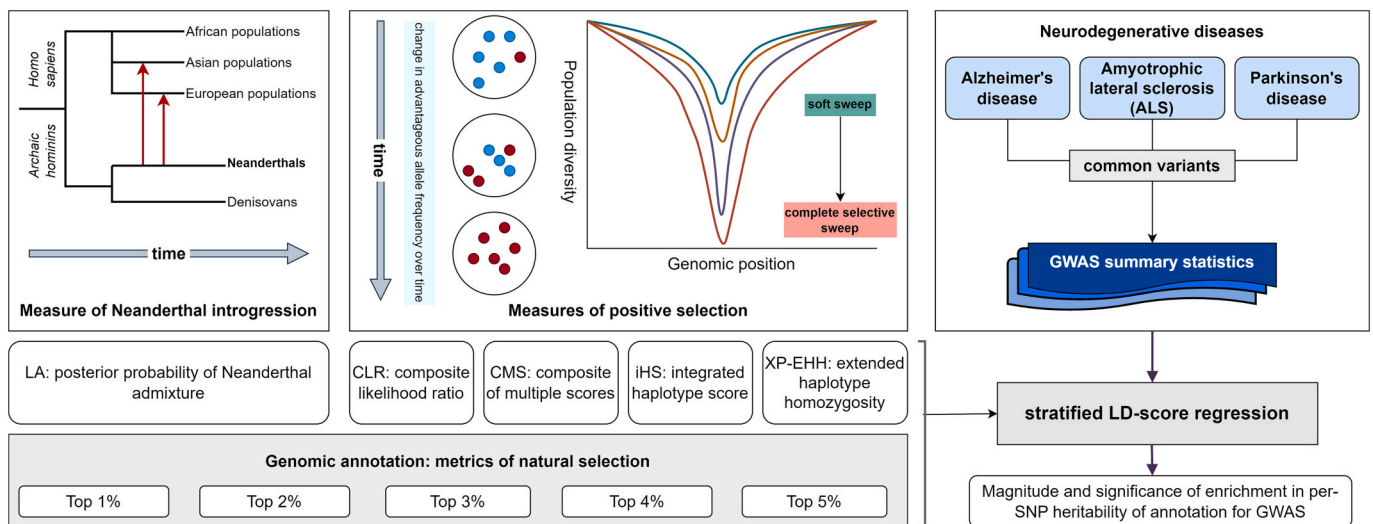 Homo
sapiens
Archaic
hominins
African populations
Asian populations
European populations
Neanderthals
Denisovans
time
Measure of Neanderthal introgression
time
change in advantageous allele frequency over time
Population diversity
Genomic position
soft sweep
complete selective
sweep
Measures of positive selection
Neurodegenerative diseases
Alzheimer's
disease
Amyotrophic
lateral sclerosis
(ALS)
Parkinson's
disease
common variants
GWAS summary statistics
LA: posterior probability of Neanderthal
admixture
CLR: composite
likelihood ratio
CMS: composite
of multiple scores
iHS: integrated
haplotype score
XP-EHH: extended
haplotype
homozygosity
stratified LD-score regression
Genomic annotation: metrics of natural selection
Top 1%
Top 2%
Top 3%
Top 4%
Top 5%
Magnitude and significance of enrichment in per-
SNP heritability of annotation for GWAS